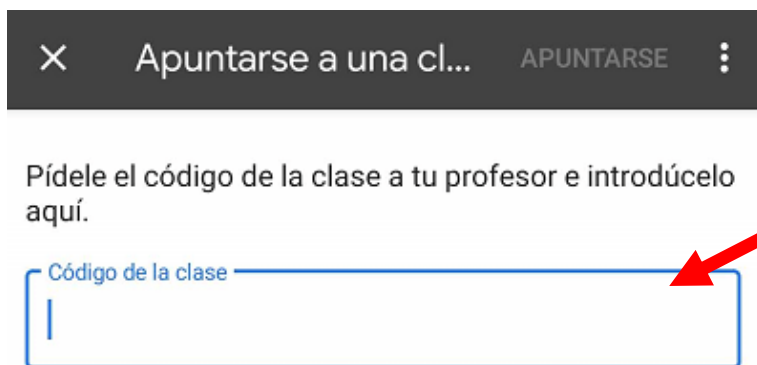 Apuntarse a una cl... APUNTARSE
Pídele el código de la clase a tu profesor e introdúcelo
aquí.
Código de la clase